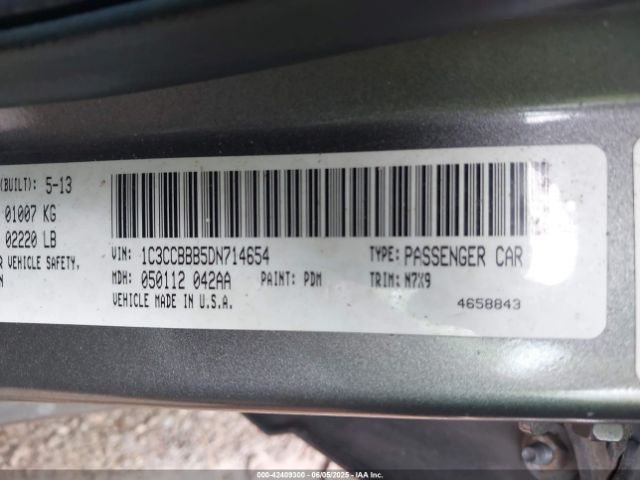 (BUILT): 5-13
01007 KG
02220 LB
R VEHICLE SAFETY,
N
VIN: 1C3CCBBB5DN714654
TYPE: PASSENGER CAR
MDH: 050112 042AA
PAINT: PDM
TRIM: N7X9
VEHICLE MADE IN U.S.A.
4658843
000-42409300 - 06/05/2025 - IAA Inc.